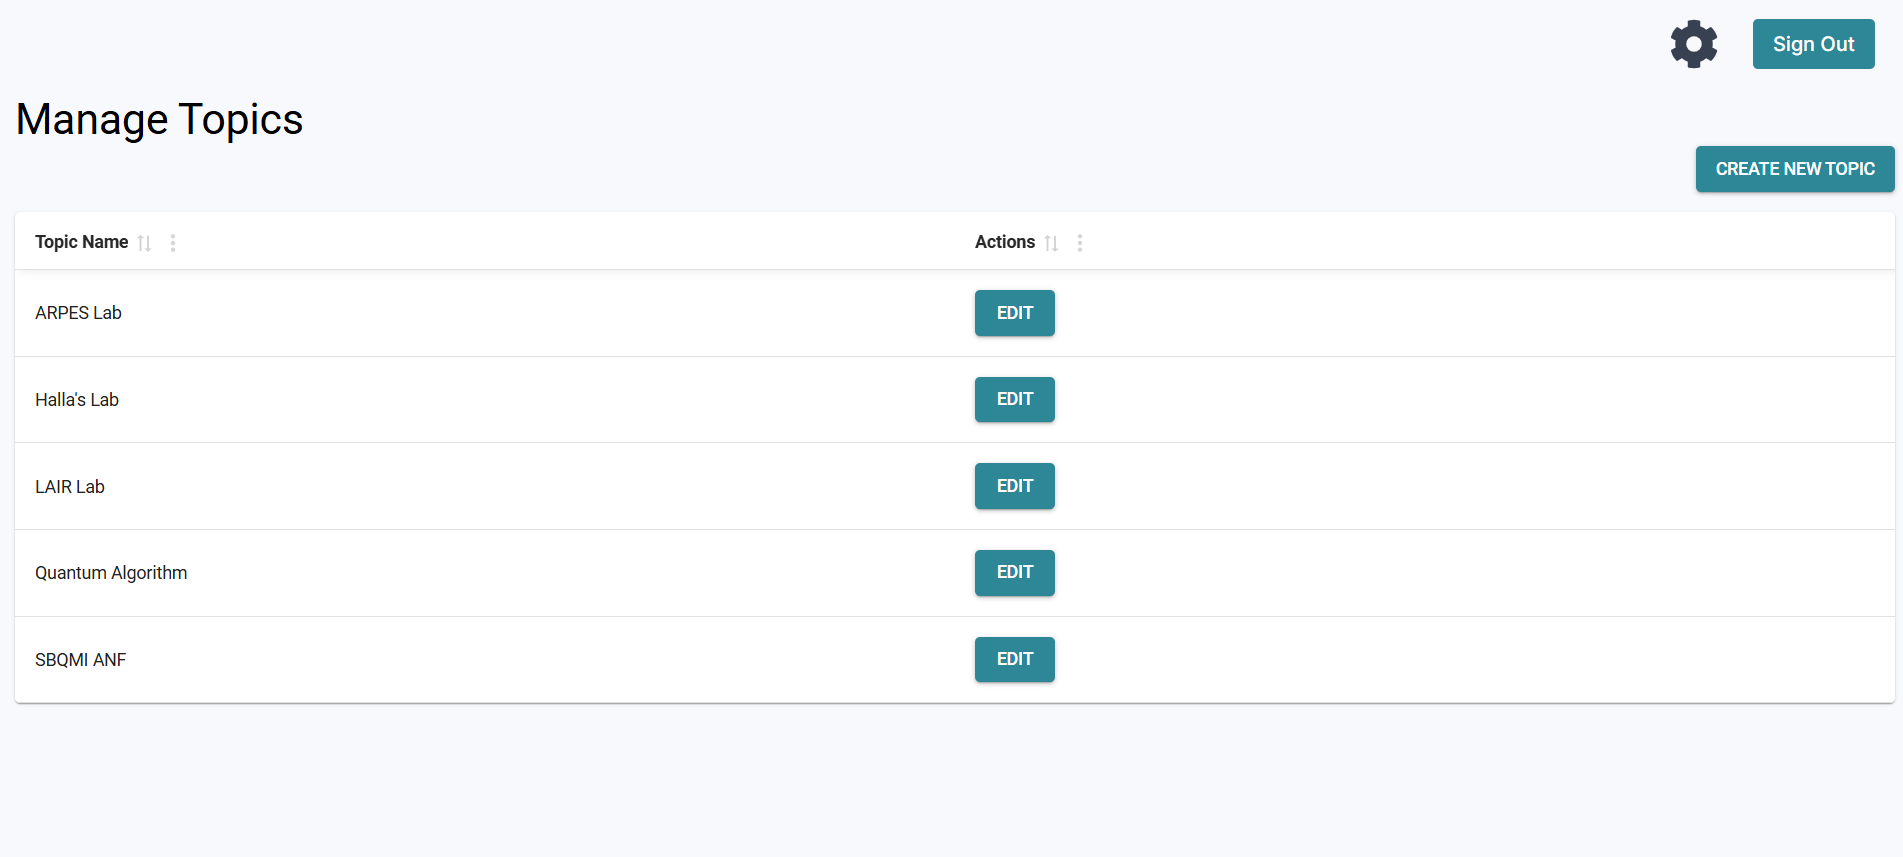 Sign Out
Manage Topics
CREATE NEW TOPIC
Topic Name Actions
ARPES Lab EDIT
Halla's Lab EDIT
LAIR Lab EDIT
Quantum Algorithm EDIT
SBQMI ANF EDIT